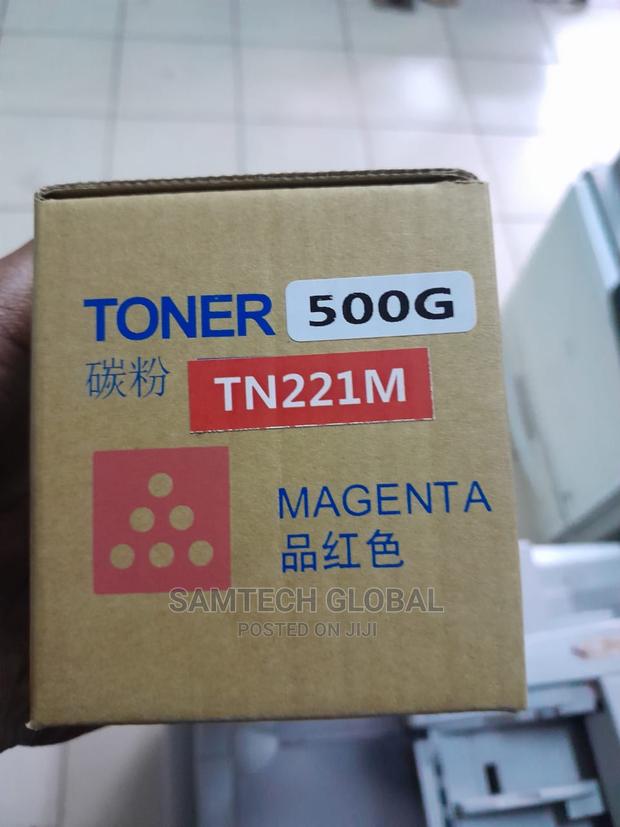 TONER 500G
碳粉 TN221M
MAGENTA
品红色
SAMTECH GLOBAL
POSTED ON JIJI